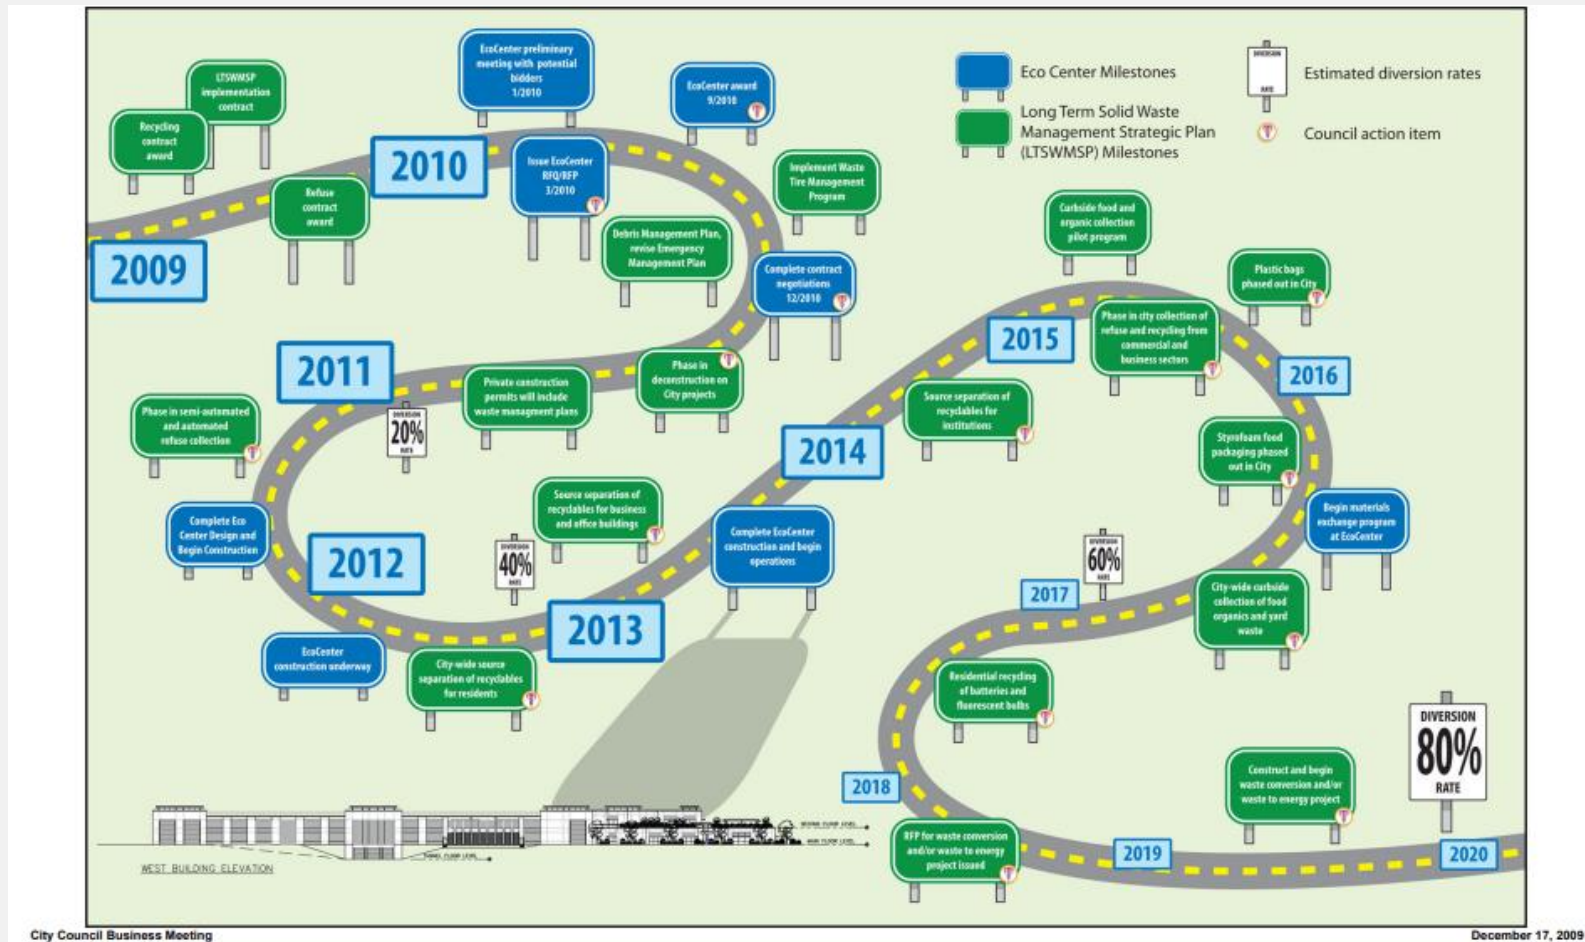 LTSWMSP
implementation
contract
Recycling
contract
award
2009
Refuse
contract
award
2010
EcoCenter preliminary
meeting with potential
bidders
1/2010
Issue EcoCenter
RFQ/RFP
3/2010
EcoCenter award
9/2010
Implement Waste
Tire Management
Program
Debris Management Plan,
revise Emergency
Management Plan
Complete contract
negotiations
12/2010
Eco Center Milestones
Long Term Solid Waste
Management Strategic Plan
(LTSWMSP) Milestones
DIVERSION
RATE
Estimated diversion rates
Council action item
Phase in
deconstruction on
City projects
Private construction
permits will include
waste managment plans
2011
DIVERSION
20%
RATE
Phase in semi-automated
and automated
refuse collection
Complete Eco
Center Design and
Begin Construction
2012
EcoCenter
construction underway
City-wide source
separation of recyclables
for residents
DIVERSION
40%
RATE
Source separation of
recyclables for business
and office buildings
2013
Complete EcoCenter
construction and begin
operations
2014
Source separation of
recyclables for
institutions
2015
Curbside food and
organic collection
pilot program
Phase in city collection of
refuse and recycling from
commercial and
business sectors
Plastic bags
phased out in City
2016
Styrofoam food
packaging phased
out in City
Begin materials
exchange program
at EcoCenter
City-wide curbside
collection of food
organics and yard
waste
DIVERSION
60%
RATE
2017
Residential recycling
of batteries and
fluorescent bulbs
2018
RFP for waste conversion
and/or waste to energy
project issued
2019
Construct and begin
waste conversion and/or
waste to energy project
DIVERSION
80%
RATE
2020
MAIN FLOOR LEVEL
WEST BUILDING ELEVATION
City Council Business Meeting
December 17, 2009